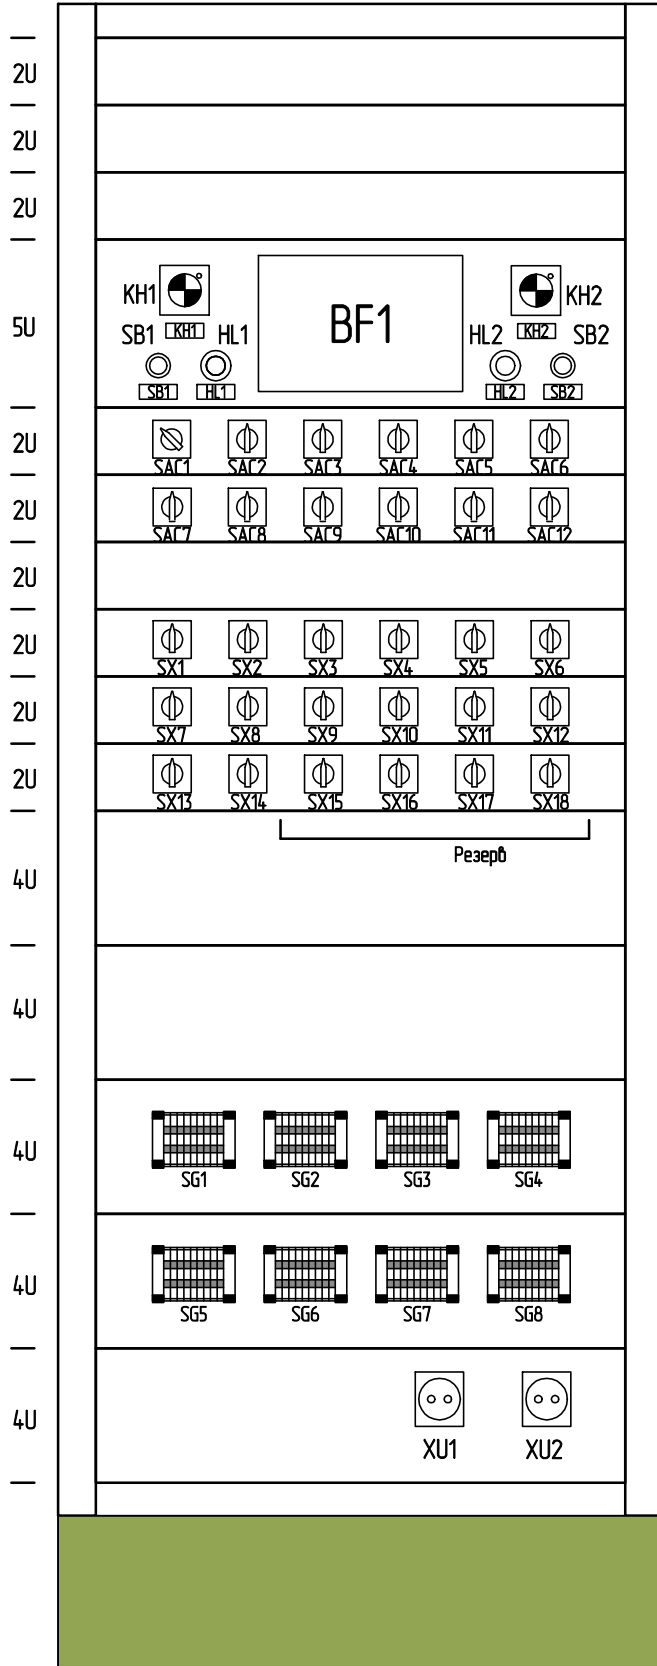 2U
2U
2U
5U
KH1 BF1 KH2
SB1 KH1 HL1 HL2 KH2 SB2
SB1 HL1 HL2 SB2
2U
SAC1 SAC2 SAC3 SAC4 SAC5 SAC6
2U
SAC7 SAC8 SAC9 SAC10 SAC11 SAC12
2U
2U
SX1 SX2 SX3 SX4 SX5 SX6
2U
SX7 SX8 SX9 SX10 SX11 SX12
2U
SX13 SX14 SX15 SX16 SX17 SX18
Резерв
4U
4U
4U
SG1 SG2 SG3 SG4
4U
SG5 SG6 SG7 SG8
4U
XU1 XU2